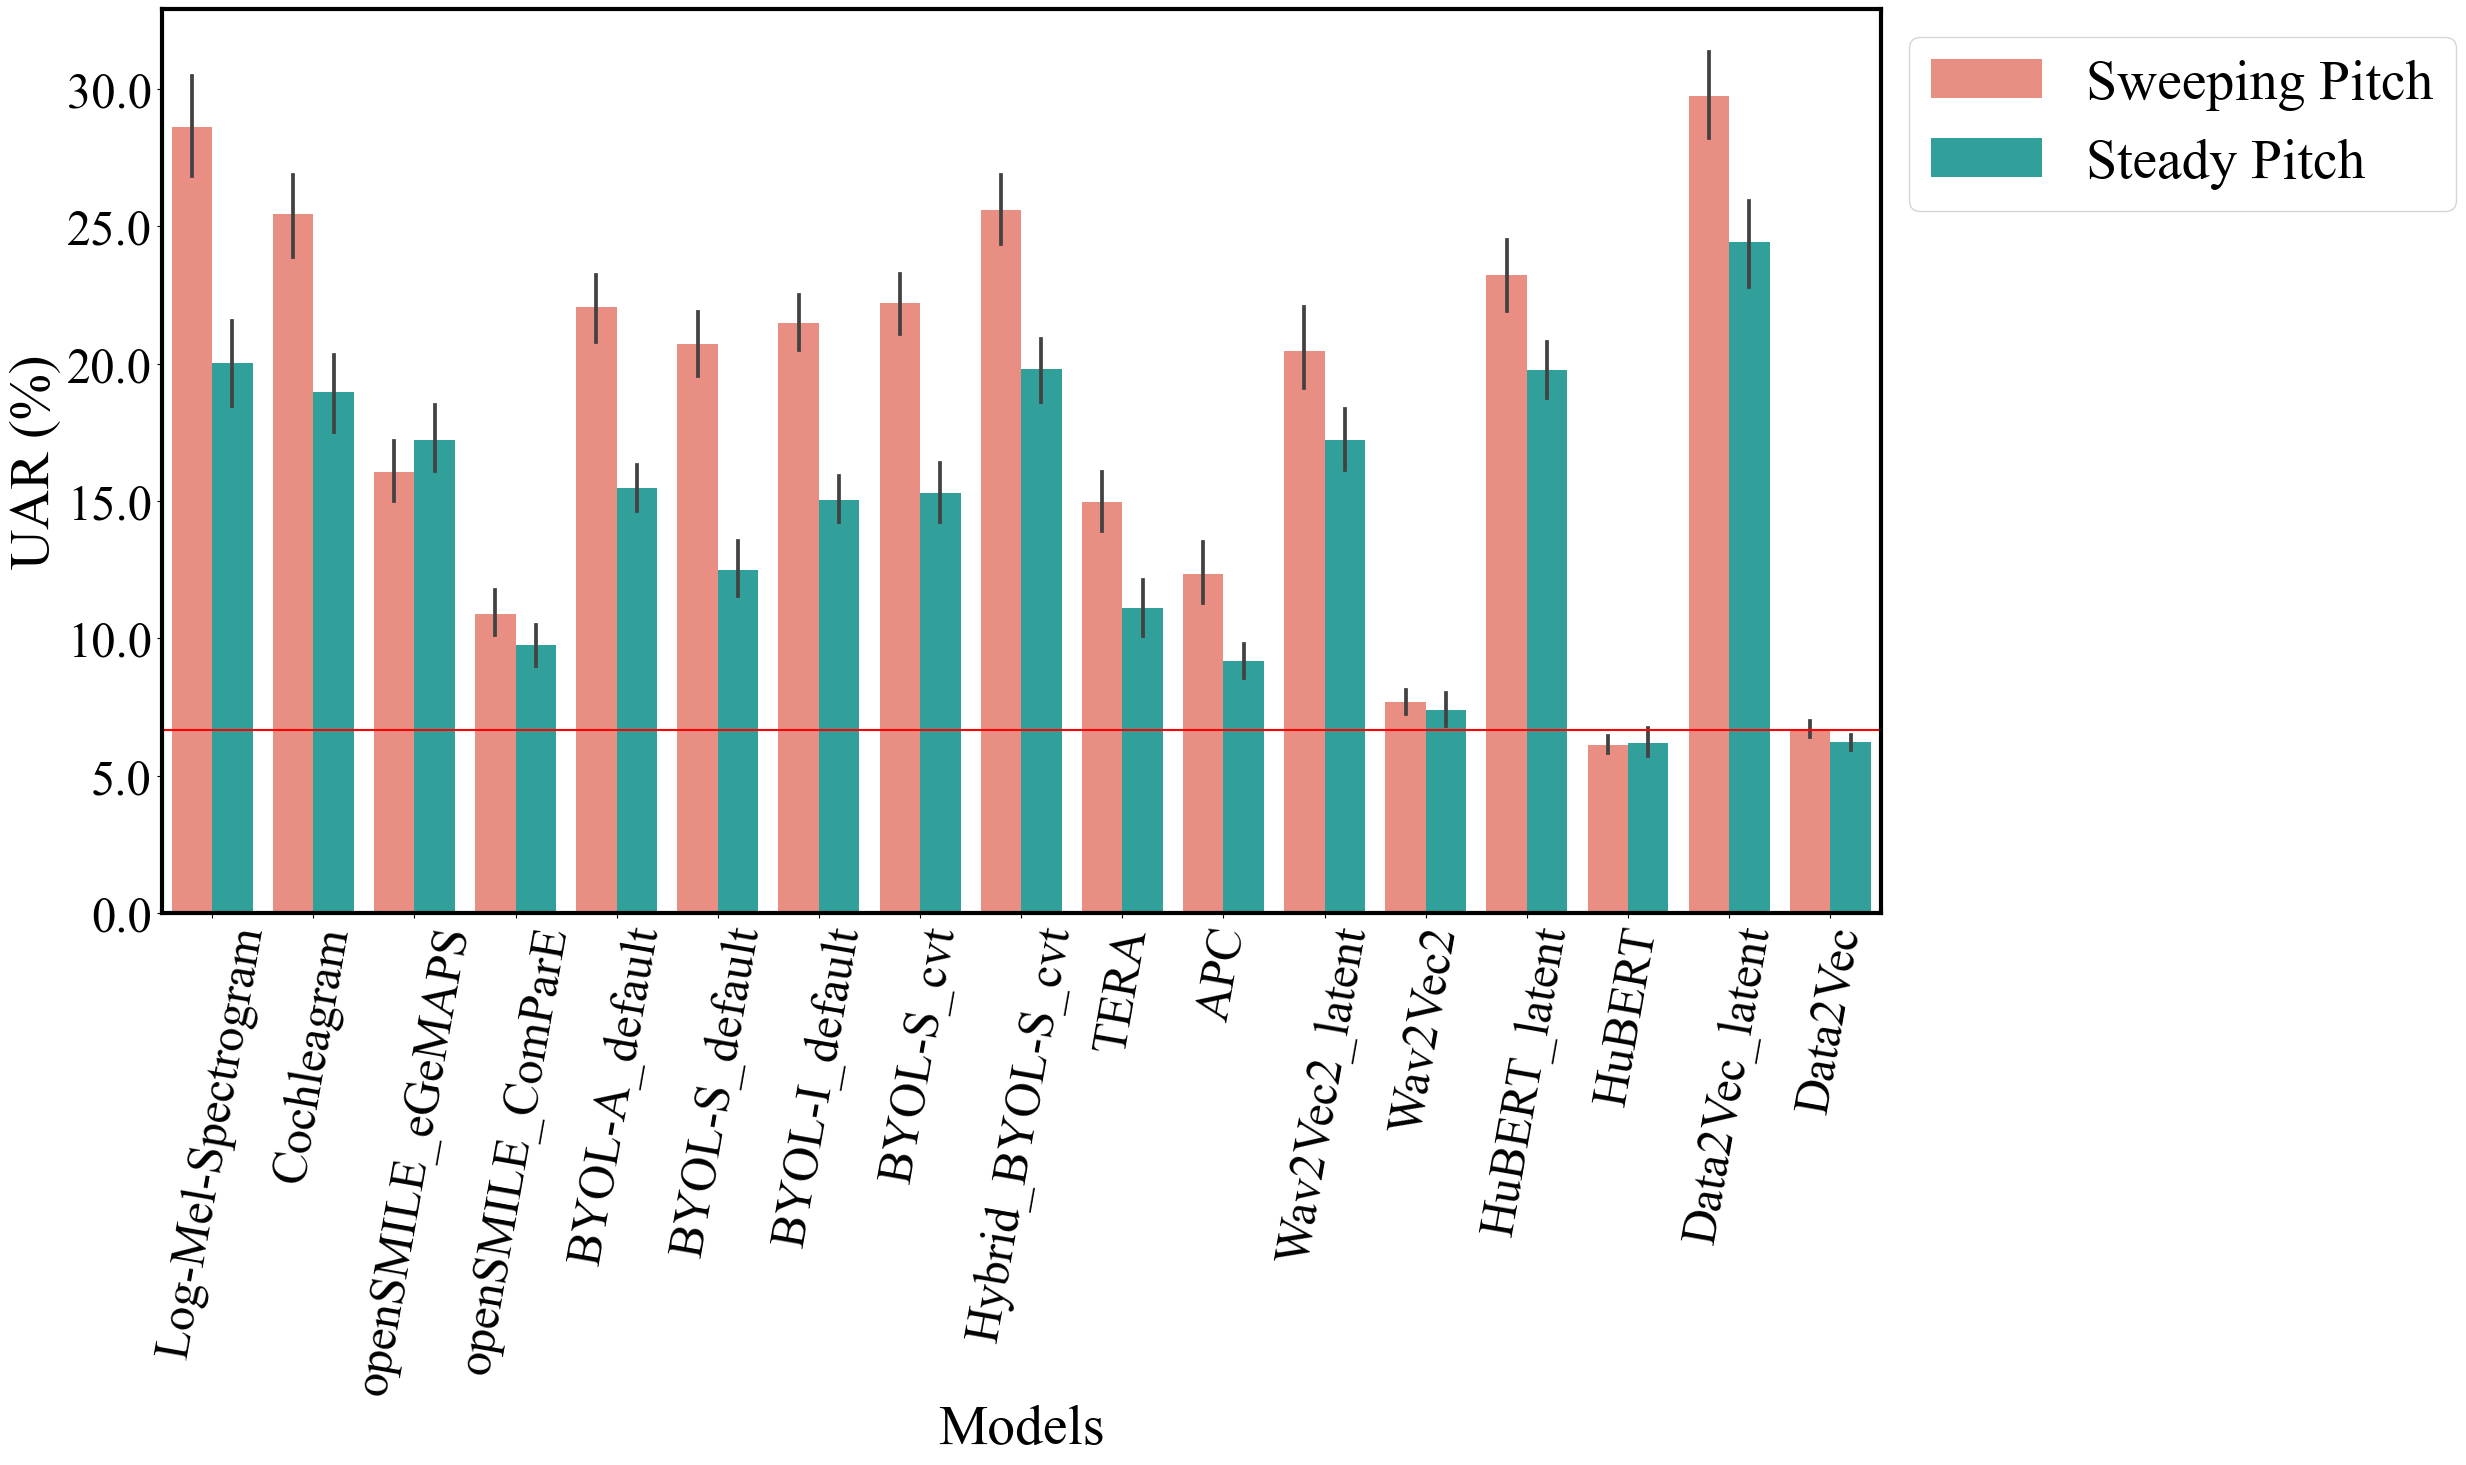 UAR (%)
30.0
25.0
20.0
15.0
10.0
5.0
0.0
Sweeping Pitch
Steady Pitch
Log-Mel-Spectrogram
Cochleagram
openSMILE_eGeMAPS
openSMILE_ComParE
BYOL-A_default
BYOL-S_default
BYOL-I_default
BYOL-S_cvt
Hybrid_BYOL-S_cvt
TERA
APC
Wav2Vec2_latent
Wav2Vec2
HuBERT_latent
HuBERT
Data2Vec_latent
Data2Vec
Models